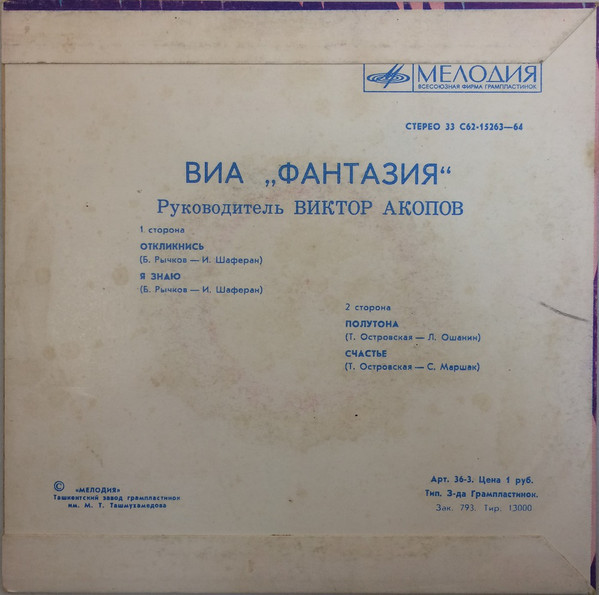 МЕЛОДИЯ
ВСЕСОЮЗНАЯ ФИРМА ГРАМПЛАСТИНОК
СТЕРЕО 33 С62-15263—64
ВИА „ФАНТАЗИЯ“
Руководитель ВИКТОР АКОПОВ
1 сторона
ОТКЛИКНИСЬ
(Б. Рычков — И. Шаферан)
Я ЗНАЮ
(Б. Рычков — И. Шаферан)
2 сторона
ПОЛУТОНА
(Т. Островская — Л. Ошанин)
СЧАСТЬЕ
(Т. Островская — С. Маршак)
© «МЕЛОДИЯ»
Ташкентский завод грампластинок
им. М. Т. Ташмухамедова
Арт. 36-3. Цена 1 руб.
Тип. З-да Грампластинок.
Зак. 793. Тир. 13000